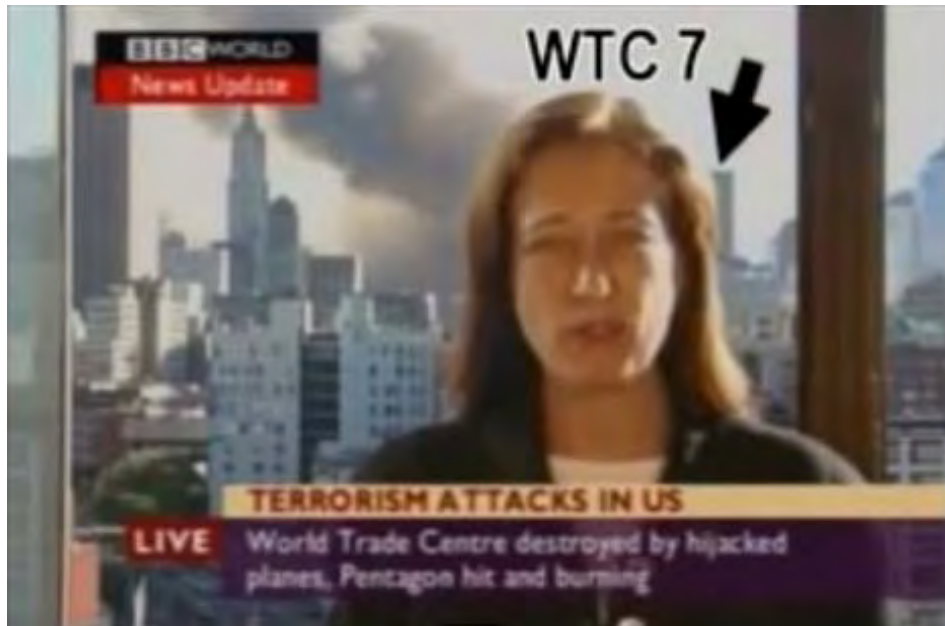 BBC WORLD
News Update
WTC 7
TERRORISM ATTACKS IN US
LIVE
World Trade Centre destroyed by hijacked
planes, Pentagon hit and burning